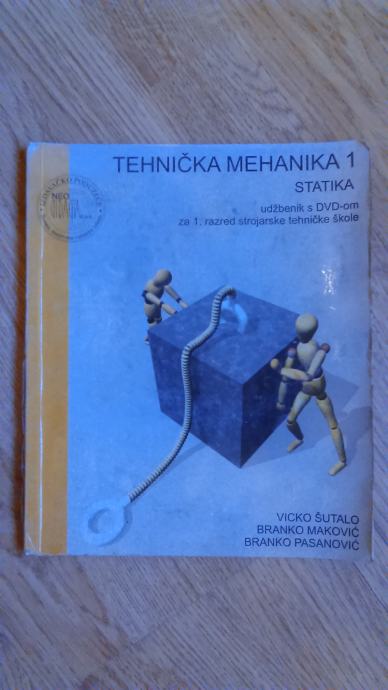 TEHNIČKA MEHANIKA 1
STATIKA
udžbenik s DVD-om
za 1. razred strojarske tehničke škole
NEO
VICKO ŠUTALO
BRANKO MAKOVIĆ
BRANKO PASANOVIĆ